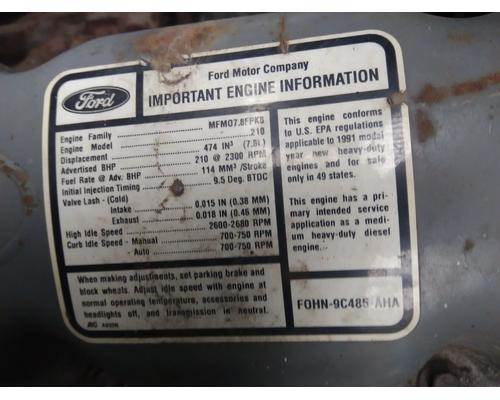 Ford
Ford Motor Company
IMPORTANT ENGINE INFORMATION
Engine Family MFM07.8FPK8
Engine Model 210
Displacement 474 IN³ (7.8L)
Advertised BHP 210 @ 2300 RPM
Fuel Rate @ Adv. BHP 114 MM³/Stroke
Initial Injection Timing 9.5 Deg. BTDC
Valve Lash - (Cold)
Intake 0.015 IN (0.38 MM)
Exhaust 0.018 IN (0.46 MM)
High Idle Speed 2600-2680 RPM
Curb Idle Speed - Manual 700-750 RPM
- Auto 700-750 RPM
When making adjustments, set parking brake and
block wheels. Adjust idle speed with engine at
normal operating temperature, accessories and
headlights off, and transmission in neutral.
This engine conforms
to U.S. EPA regulations
applicable to 1991 model
year new heavy-duty
engines and for sale
only in 49 states.
This engine has a pri-
mary intended service
application as a medi-
um heavy-duty diesel
engine.
FOHN-9C485-AHA